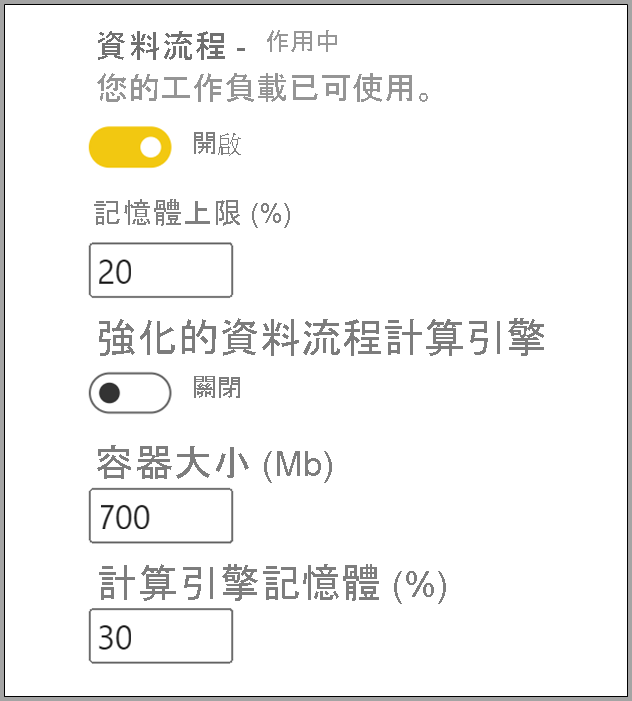 資料流程 - 作用中
您的工作負載已可使用。
開啟
記憶體上限 (%)
20
強化的資料流程計算引擎
關閉
容器大小 (Mb)
700
計算引擎記憶體 (%)
30